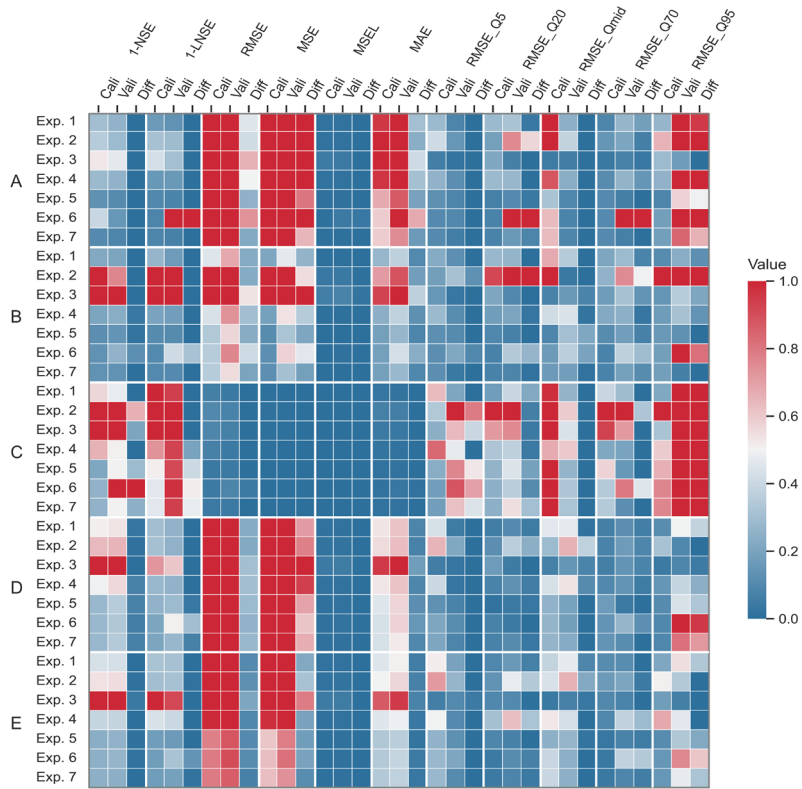 1-NSE 1-LNSE RMSE MSE MSEL MAE RMSE_Q5 RMSE_Q20 RMSE_Qmid RMSE_Q70 RMSE_Q95
Cali Vali Diff Cali Vali Diff Cali Vali Diff Cali Vali Diff Cali Vali Diff Cali Vali Diff Cali Vali Diff Cali Vali Diff Cali Vali Diff Cali Vali Diff Cali Vali Diff
A
Exp. 1
Exp. 2
Exp. 3
Exp. 4
Exp. 5
Exp. 6
Exp. 7
B
Exp. 1
Exp. 2
Exp. 3
Exp. 4
Exp. 5
Exp. 6
Exp. 7
C
Exp. 1
Exp. 2
Exp. 3
Exp. 4
Exp. 5
Exp. 6
Exp. 7
D
Exp. 1
Exp. 2
Exp. 3
Exp. 4
Exp. 5
Exp. 6
Exp. 7
E
Exp. 1
Exp. 2
Exp. 3
Exp. 4
Exp. 5
Exp. 6
Exp. 7
Value
1.0
0.8
0.6
0.4
0.2
0.0